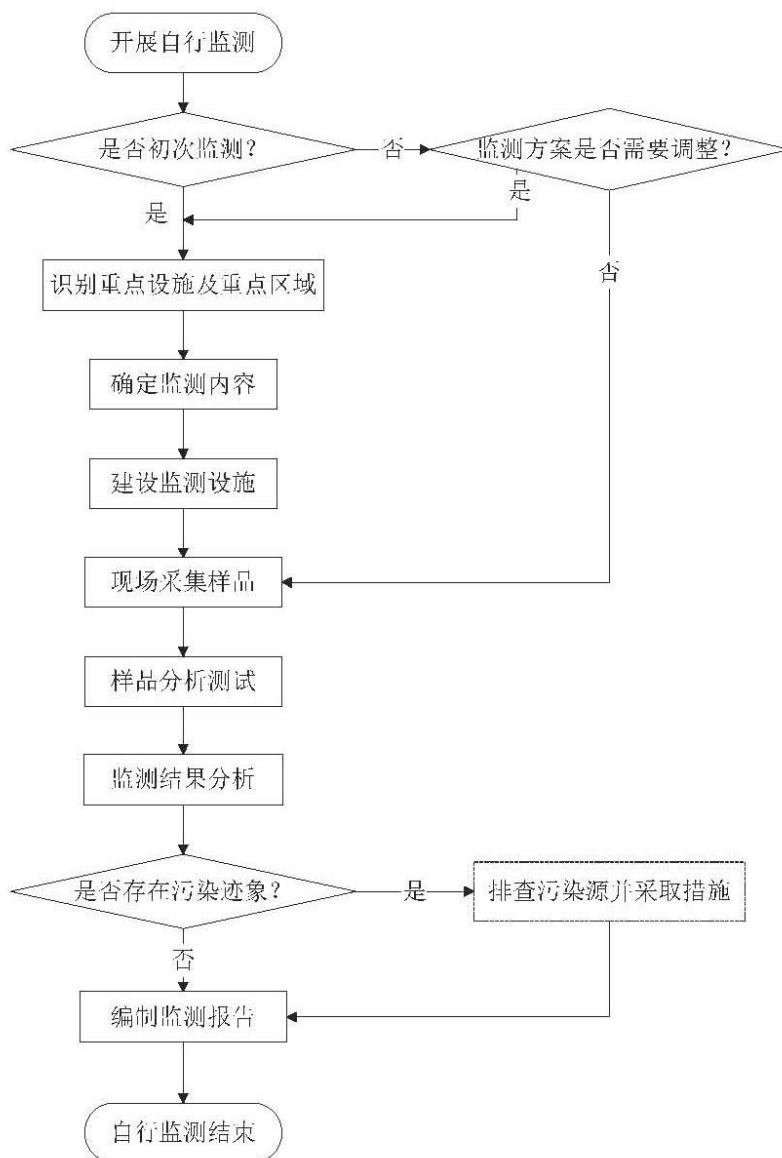 开展自行监测
是否初次监测？
否
监测方案是否需要调整？
是
是
识别重点设施及重点区域
否
确定监测内容
建设监测设施
现场采集样品
样品分析测试
监测结果分析
是否存在污染迹象？
是
排查污染源并采取措施
否
编制监测报告
自行监测结束